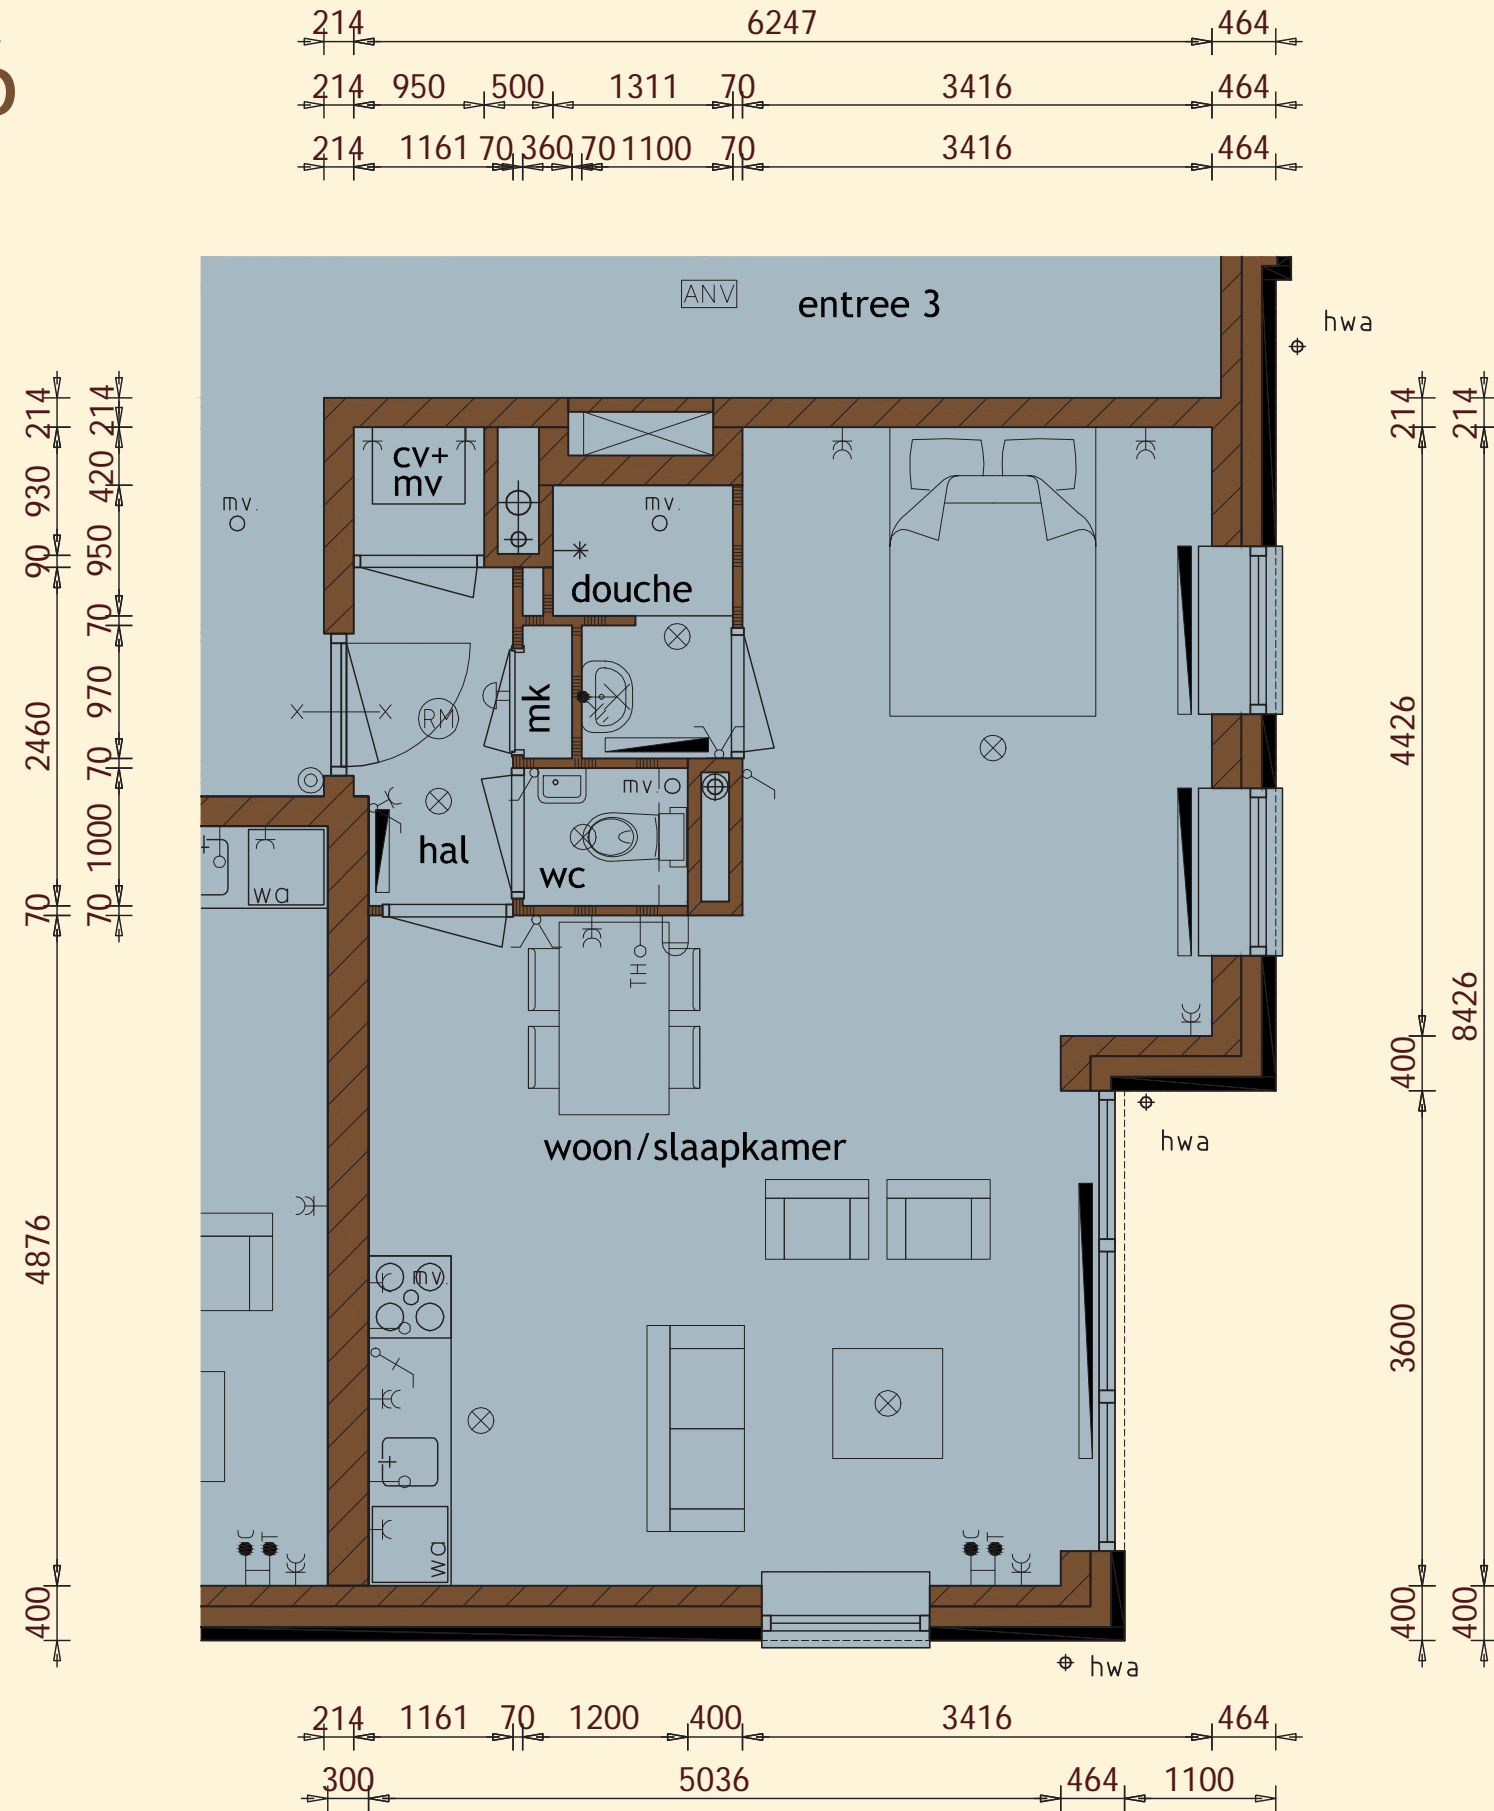 214 6247 464
214 950 500 1311 70 3416 464
214 1161 70 360 70 1100 70 3416 464
ANV
entree 3
hwa
214 930 90 2460 70 4876 400
214 420 950 70 970 70 1000 70
cv+
mv
mv.
mv.
douche
mk
RM
mv.
hal
wc
wa
TH
woon/slaapkamer
hwa
mv.
wa
C T
C T
hwa
214 4426 400 3600 400
214 8426 400
214 1161 70 1200 400 3416 464
300 5036 464 1100